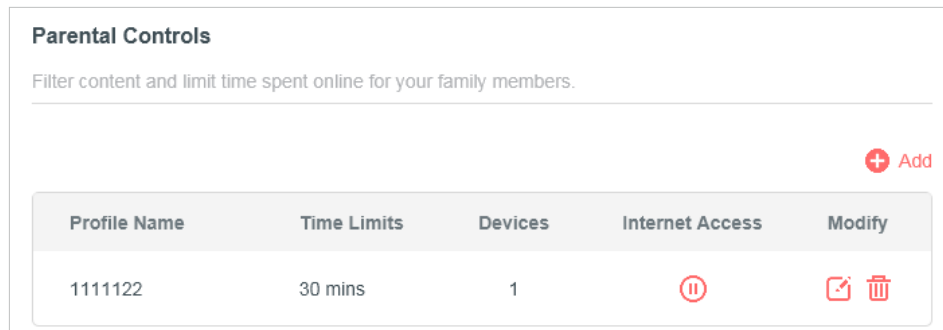 Parental Controls
Filter content and limit time spent online for your family members.
Add
Profile Name Time Limits Devices Internet Access Modify
1111122 30 mins 1